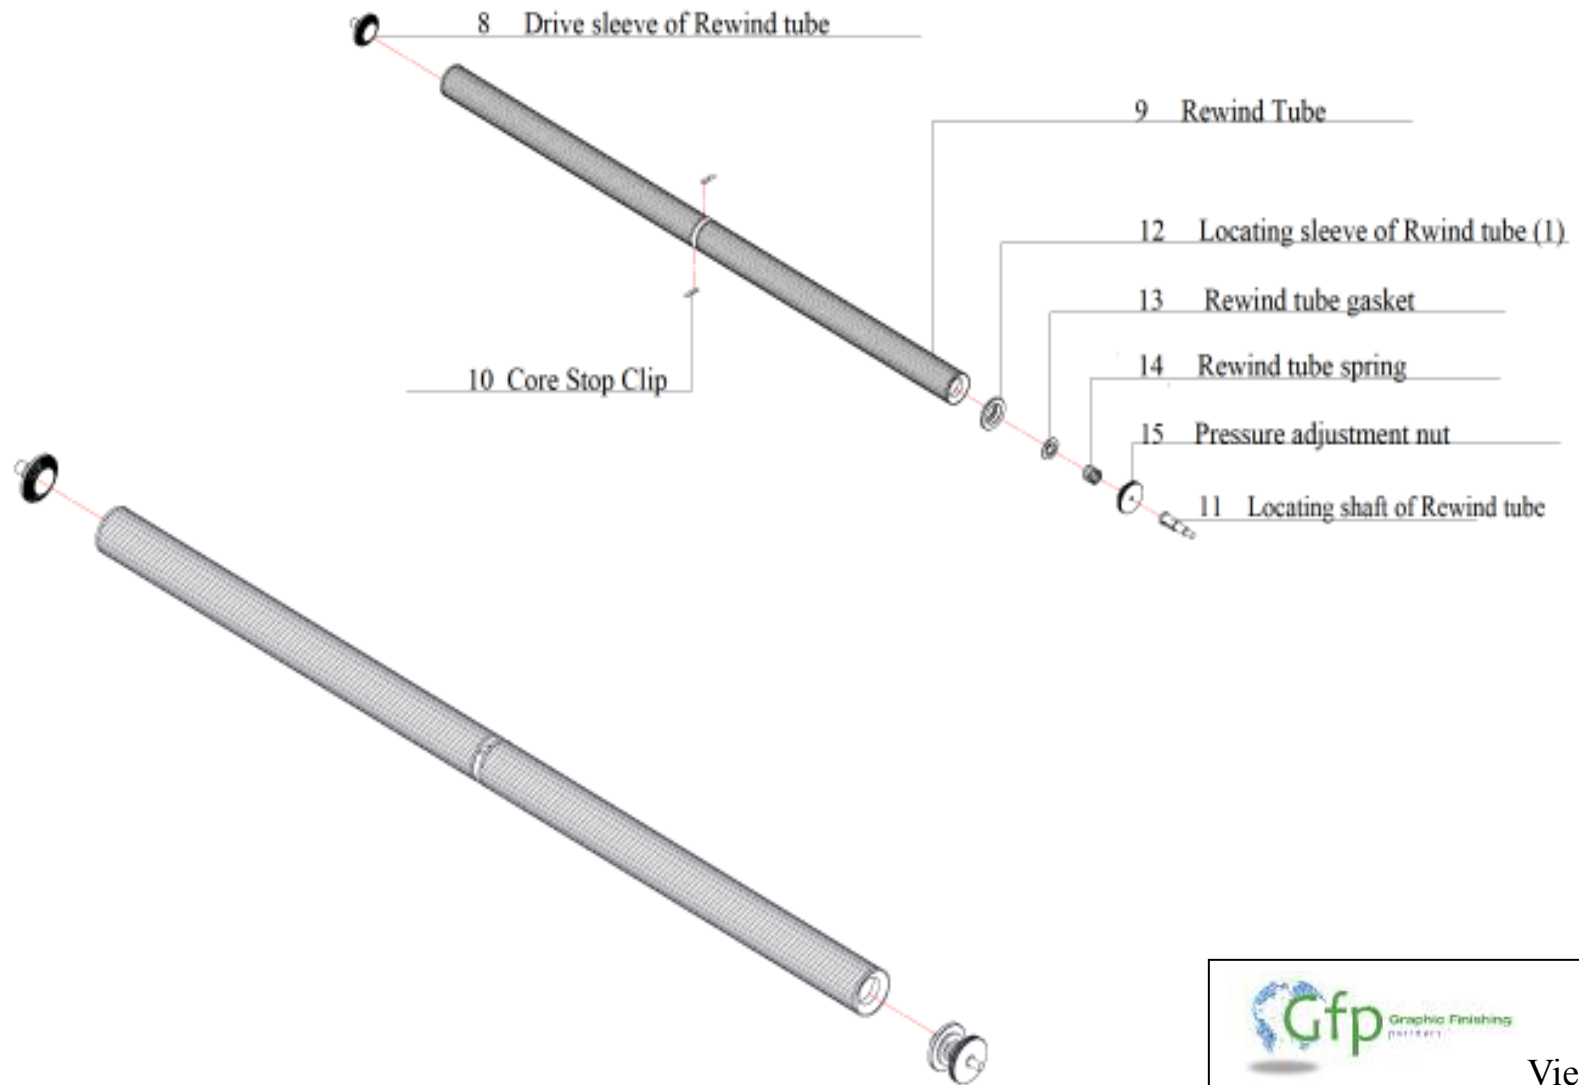 8 Drive sleeve of Rewind tube
9 Rewind Tube
12 Locating sleeve of Rwind tube (1)
13 Rewind tube gasket
14 Rewind tube spring
10 Core Stop Clip
15 Pressure adjustment nut
11 Locating shaft of Rewind tube
Gfp Graphic Finishing
partners
Vie